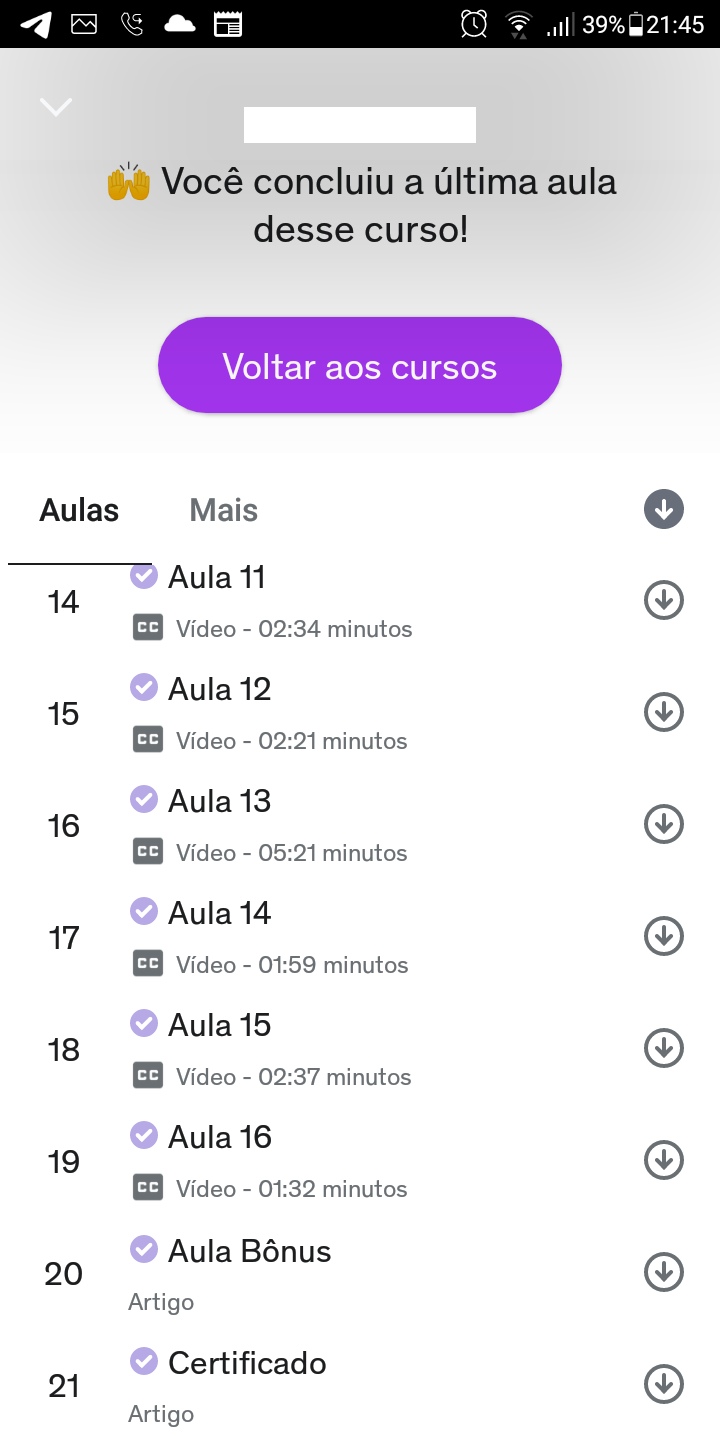 39% 21:45
Você concluiu a última aula
desse curso!
Voltar aos cursos
Aulas Mais
14 Aula 11
CC Vídeo - 02:34 minutos
15 Aula 12
CC Vídeo - 02:21 minutos
16 Aula 13
CC Vídeo - 05:21 minutos
17 Aula 14
CC Vídeo - 01:59 minutos
18 Aula 15
CC Vídeo - 02:37 minutos
19 Aula 16
CC Vídeo - 01:32 minutos
20 Aula Bônus
Artigo
21 Certificado
Artigo